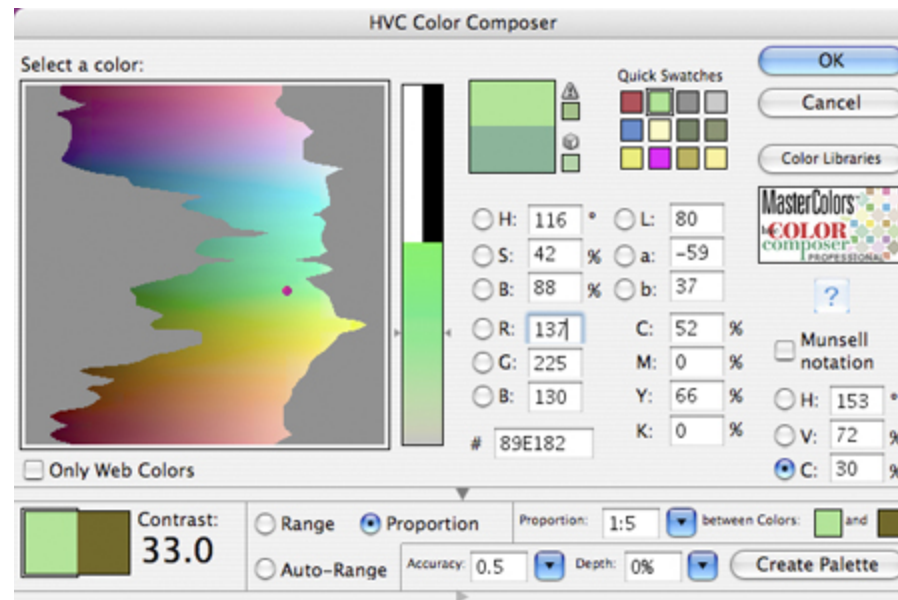 HVC Color Composer
Select a color:
Quick Swatches
OK
Cancel
Color Libraries
MasterColors
COLOR
composer
PROFESSIONAL
?
H: 116 °
S: 42 %
B: 88 %
R: 137
G: 225
B: 130
# 89E182
L: 80
a: -59
b: 37
C: 52 %
M: 0 %
Y: 66 %
K: 0 %
Munsell
notation
H: 153 °
V: 72 %
C: 30 %
Only Web Colors
Contrast:
33.0
Range
Proportion
Auto-Range
Proportion: 1:5 between Colors: and
Accuracy: 0.5 Depth: 0% Create Palette